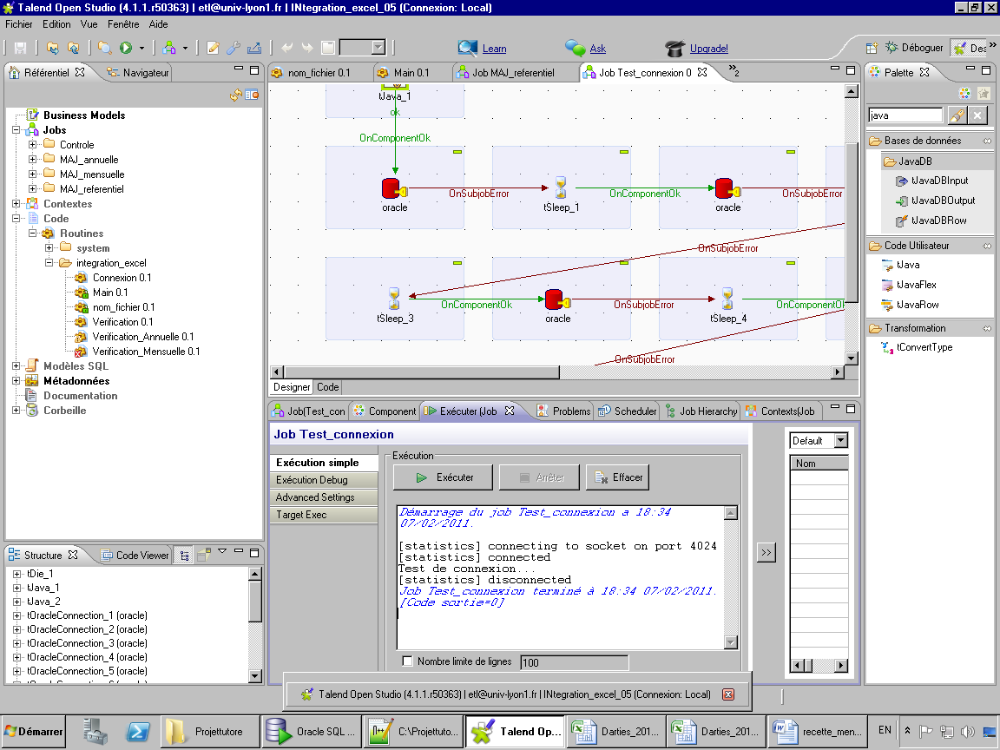 Talend Open Studio (4.1.1.r50363) | etl@univ-lyon1.fr | INtegration_excel_05 (Connexion: Local)
Fichier Edition Vue Fenêtre Aide
Learn Ask Upgrade! Déboguer Des
Référentiel Navigateur
Business Models
Jobs
Controle
MAJ_annuelle
MAJ_mensuelle
MAJ_referentiel
Contextes
Code
Routines
system
integration_excel
Connexion 0.1
Main 0.1
nom_fichier 0.1
Verification 0.1
Verification_Annuelle 0.1
Verification_Mensuelle 0.1
Modèles SQL
Métadonnées
Documentation
Corbeille
Structure Code Viewer
tDie_1
tJava_1
tJava_2
tOracleConnection_1 (oracle)
tOracleConnection_2 (oracle)
tOracleConnection_3 (oracle)
tOracleConnection_4 (oracle)
tOracleConnection_5 (oracle)
nom_fichier 0.1 Main 0.1 Job MAJ_referentiel Job Test_connexion 0 »2
tJava_1
ok
OnComponentOk
OnSubjobError OnComponentOk OnSubjobError
oracle tSleep_1 oracle
OnSubjobError
OnComponentOk OnSubjobError OnComponentOk
tSleep_3 oracle tSleep_4
OnSubjobError
Designer Code
Job(Test_con Component Exécuter (Job Problems Scheduler Job Hierarchy Contexts(Job
Job Test_connexion
Exécution simple
Exécution Debug
Advanced Settings
Target Exec
Exécution
Exécuter Arrêter Effacer
Démarrage du job Test_connexion a 18:34
07/02/2011.
[statistics] connecting to socket on port 4024
[statistics] connected
Test de connexion...
[statistics] disconnected
Job Test_connexion terminé à 18:34 07/02/2011.
[Code sortie=0]
Nombre limite de lignes 100
>>
Default
Nom
Palette
java
Bases de données
JavaDB
tJavaDBInput
tJavaDBOutput
tJavaDBRow
Code Utilisateur
tJava
tJavaFlex
tJavaRow
Transformation
tConvertType
Talend Open Studio (4.1.1.r50363) | etl@univ-lyon1.fr | INtegration_excel_05 (Connexion: Local)
Démarrer Projettutore Oracle SQL ... C:\Projettuto... Talend Op... Darties_201... Darties_201... recette_men... EN